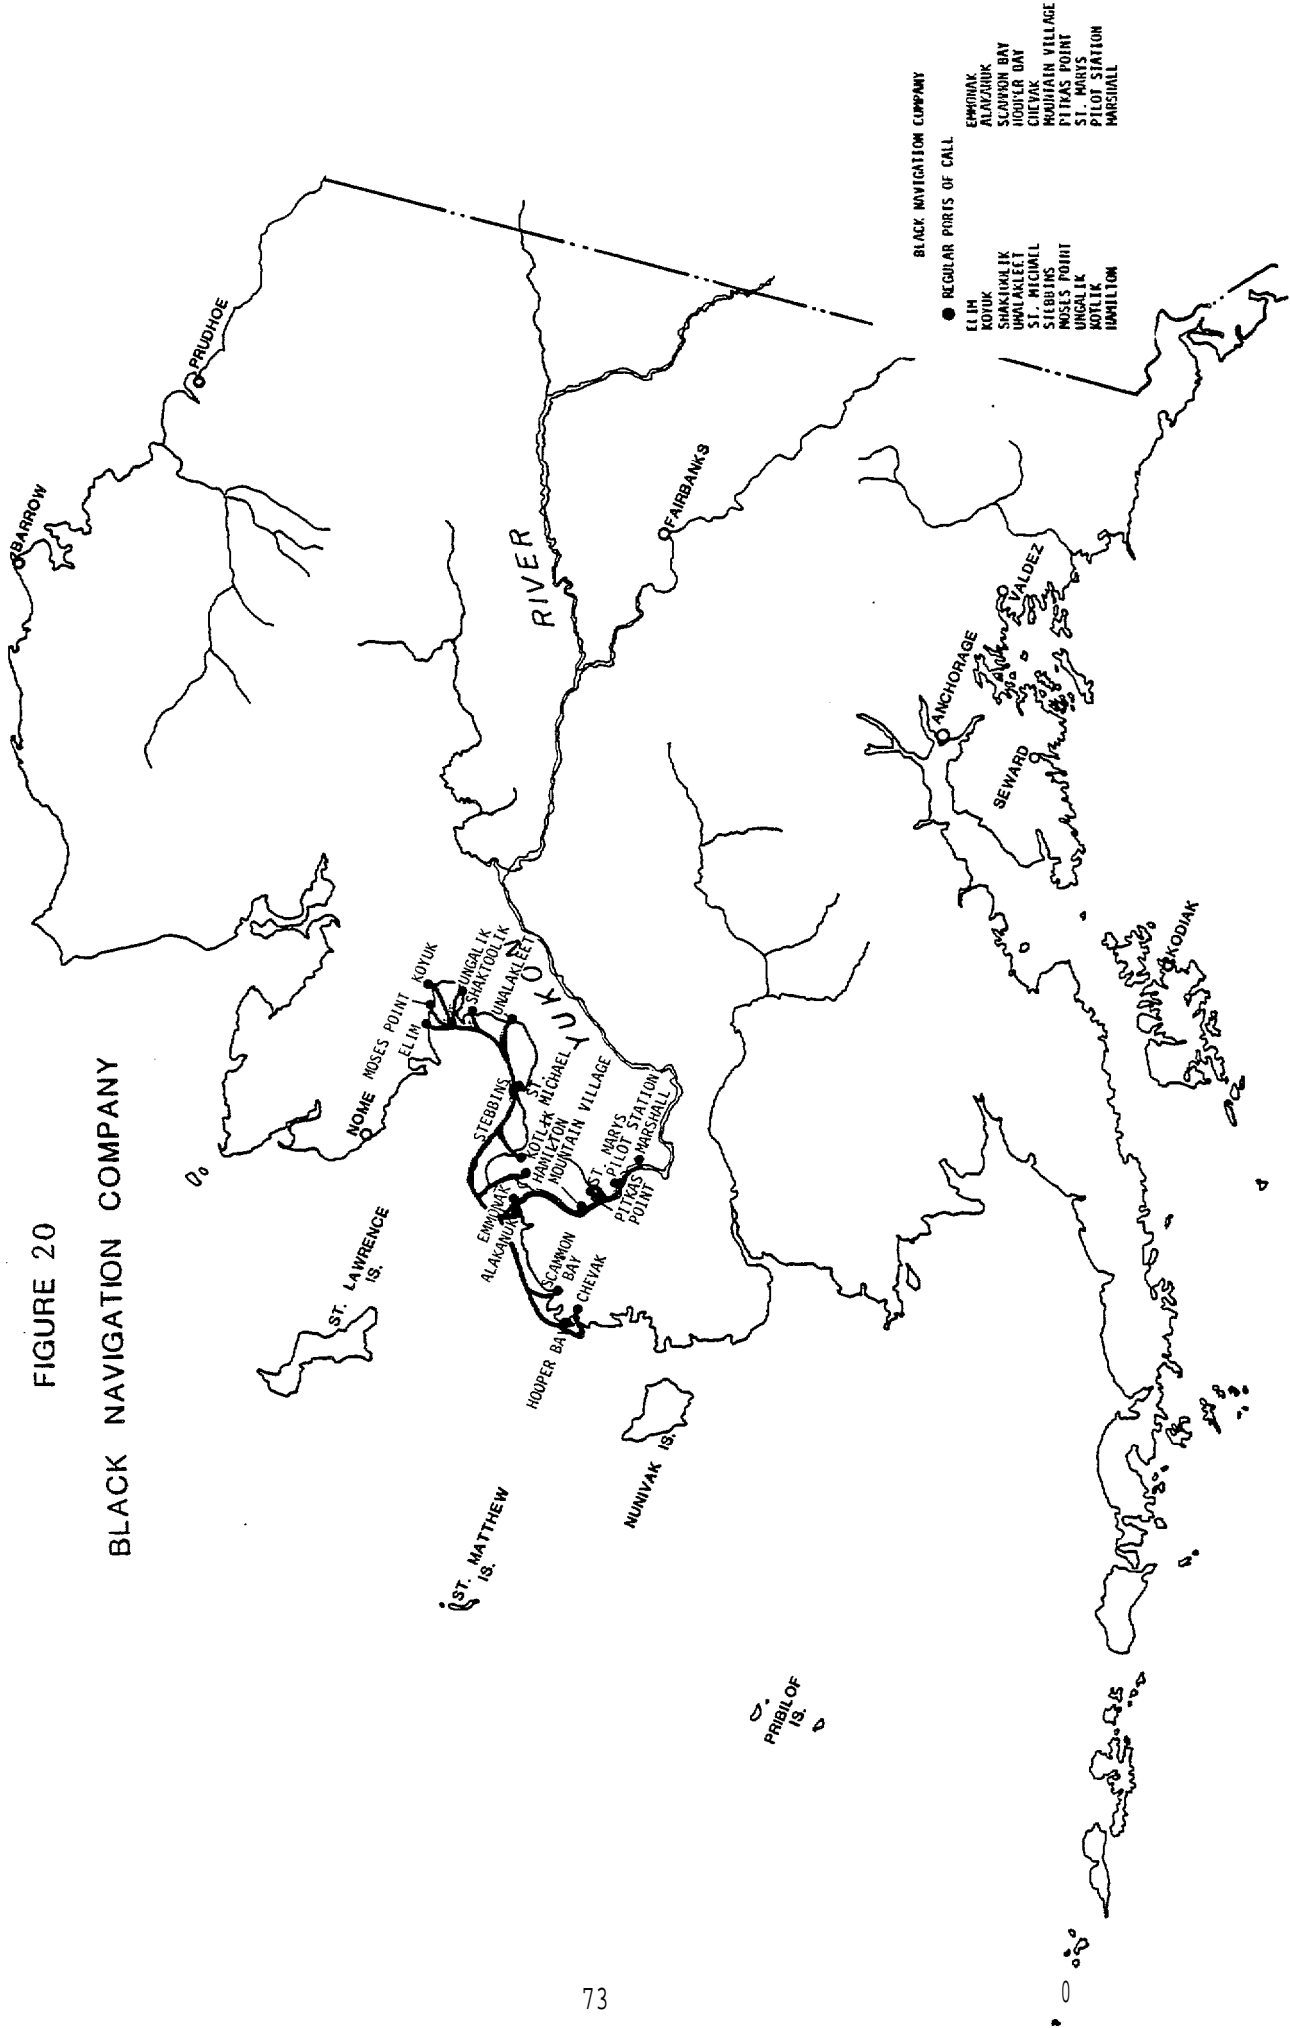 FIGURE 20
BLACK NAVIGATION COMPANY
BARROW
PRUDHOE
RIVER
FAIRBANKS
VALDEZ
ANCHORAGE
SEWARD
KODIAK
KOYUK
MOSES POINT
ELIM
UNGALIK
SHAKTOOLIK
UNALAKLEET
YUKON
NOME
STEBBINS
ST.
MICHAEL
KOTLIK
HAMILTON
MOUNTAIN VILLAGE
ST. MARYS
PILOT STATION
MARSHALL
PITKAS
POINT
EMMONAK
ALAKANUK
SCAMMON
BAY
CHEVAK
HOOPER BAY
ST. LAWRENCE
IS.
ST. MATTHEW
IS.
NUNIVAK IS.
PRIBILOF
IS.
BLACK NAVIGATION COMPANY
REGULAR PORTS OF CALL
ELIM
KOYUK
SHAKTOOLIK
UNALAKLEET
ST. MICHAEL
STEBBINS
MOSES POINT
UNGALIK
KOTLIK
HAMILTON
EMMONAK
ALAKANUK
SCAMMON BAY
HOOPER BAY
CHEVAK
MOUNTAIN VILLAGE
PITKAS POINT
ST. MARYS
PILOT STATION
MARSHALL
73
0